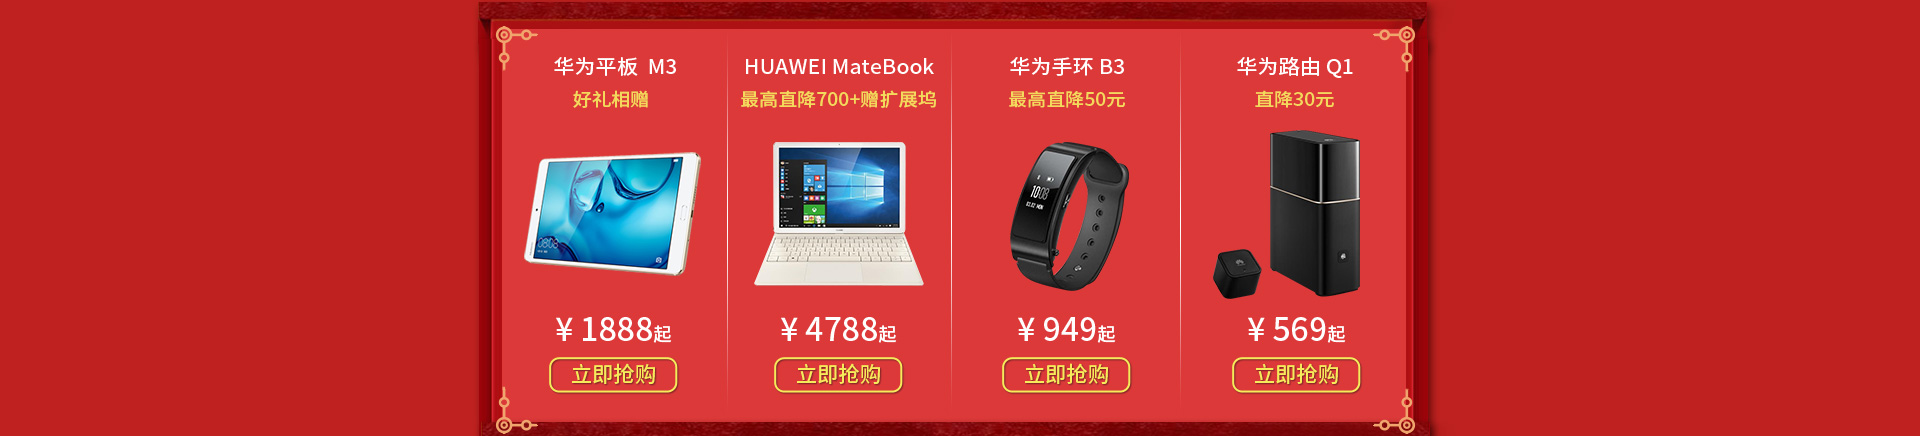 华为平板 M3
好礼相赠
¥ 1888起
立即抢购
HUAWEI MateBook
最高直降700+赠扩展坞
¥ 4788起
立即抢购
华为手环 B3
最高直降50元
10:08
¥ 949起
立即抢购
华为路由 Q1
直降30元
¥ 569起
立即抢购